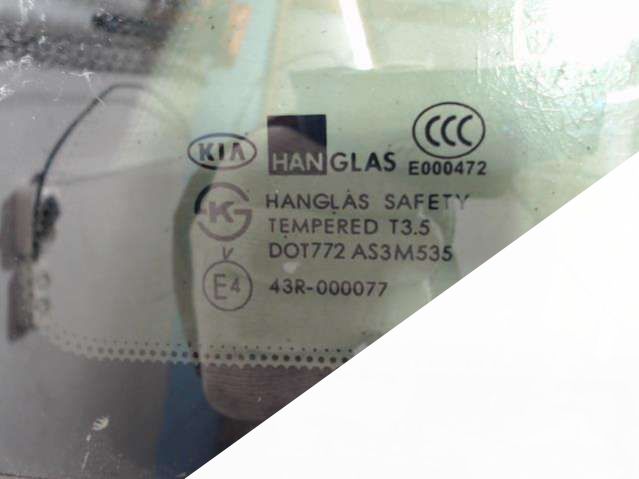 KIA HANGLAS CCC
E000472
K HANGLAS SAFETY
TEMPERED T3.5
DOT772 AS3M535
V
E4 43R-000077